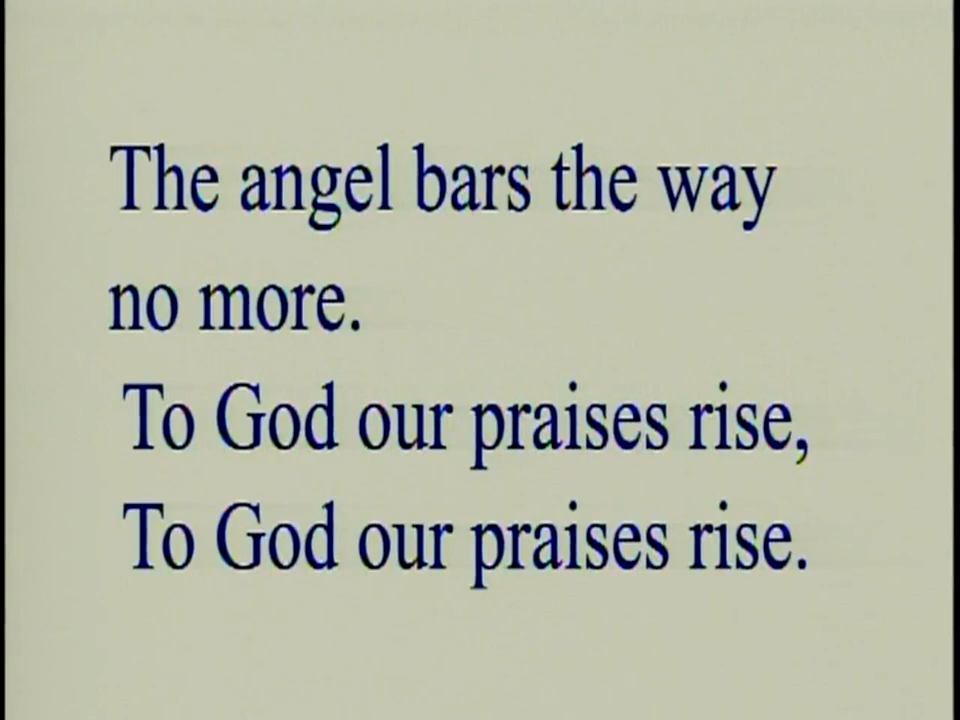 The angel bars the way
no more.
To God our praises rise,
To God our praises rise.